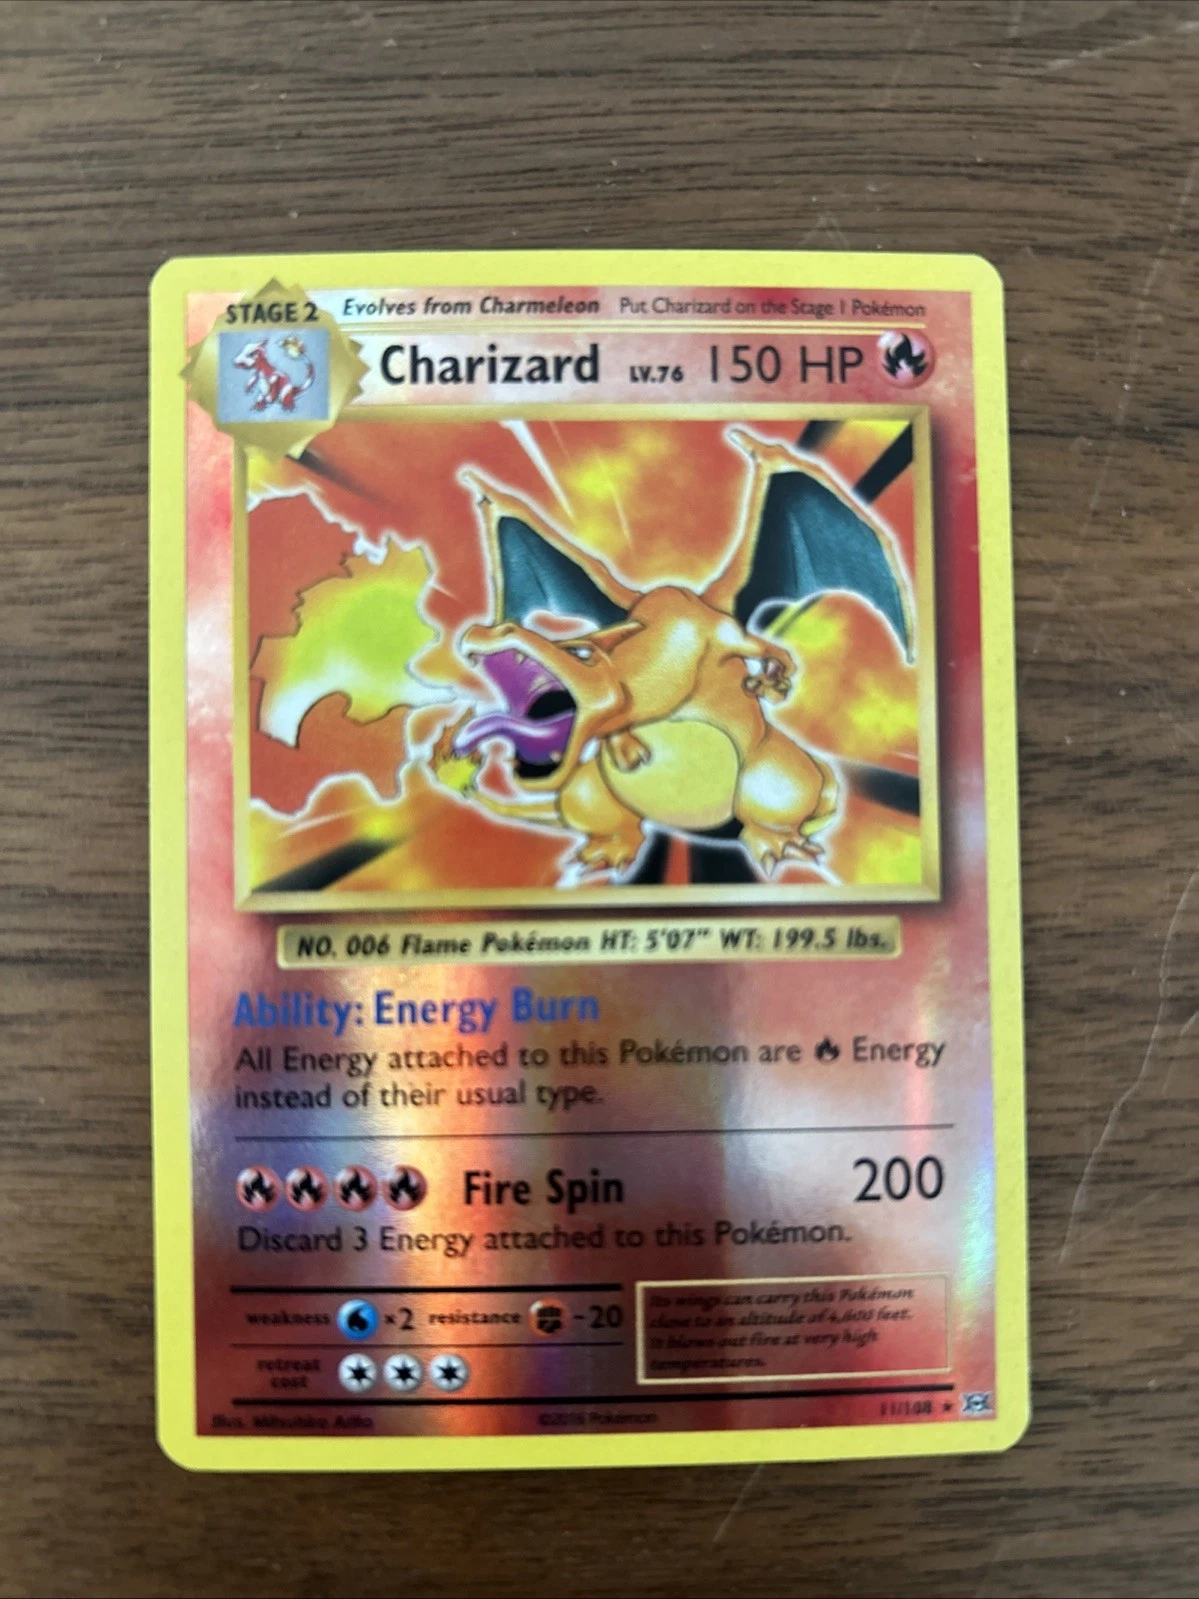 STAGE 2 Evolves from Charmeleon Put Charizard on the Stage 1 Pokémon
Charizard LV.76 150 HP
NO. 006 Flame Pokémon HT: 5'07" WT: 199.5 lbs.
Ability: Energy Burn
All Energy attached to this Pokémon are Energy
instead of their usual type.
Fire Spin 200
Discard 3 Energy attached to this Pokémon.
weakness ×2 resistance -20
retreat
cost
Its wings can carry this Pokémon
close to an altitude of 4,600 feet.
It blows out fire at very high
temperatures.
Illus. Mitsuhiro Arita ©2016 Pokémon 11/108